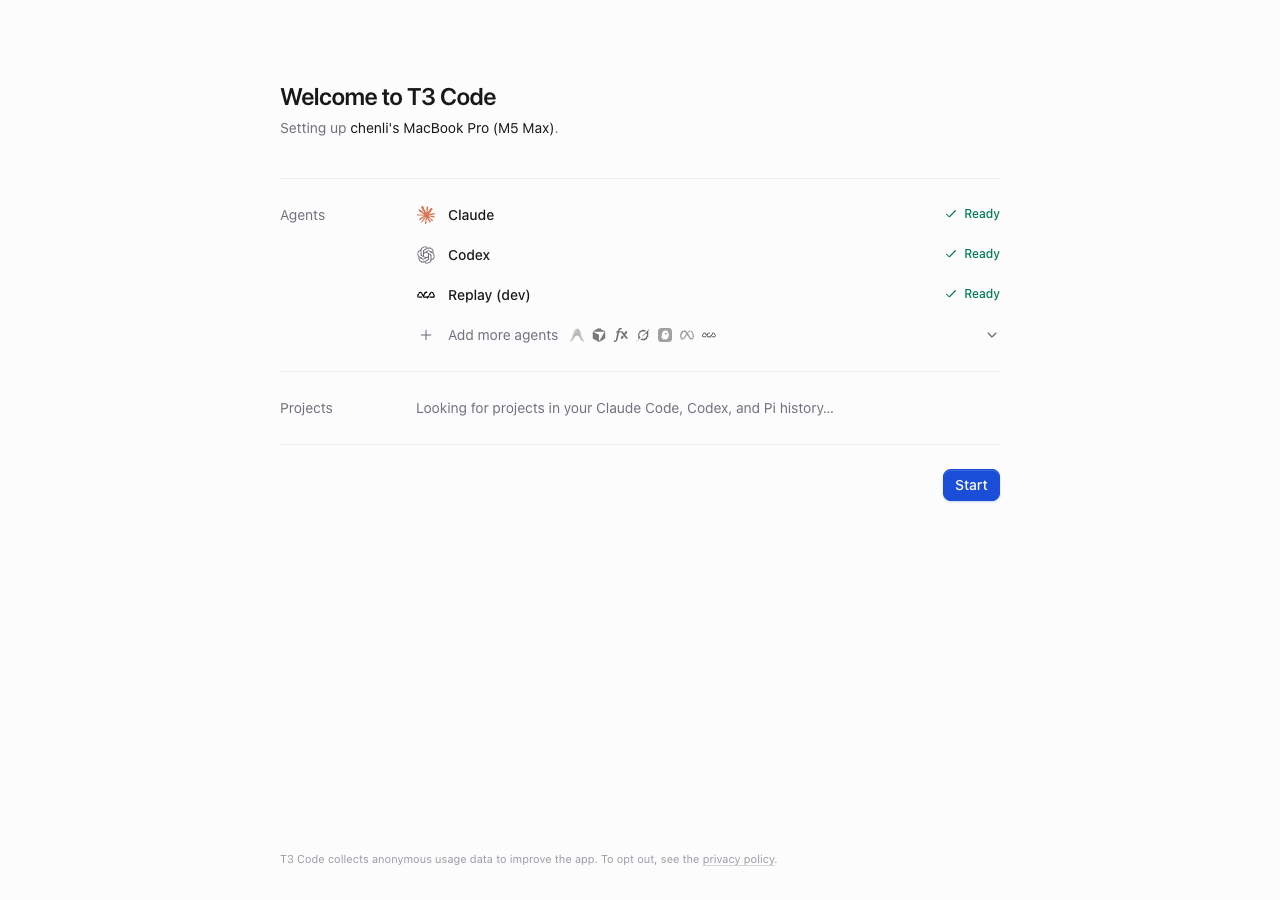 Welcome to T3 Code
Setting up chenli's MacBook Pro (M5 Max).
Agents
Claude
Ready
Codex
Ready
Replay (dev)
Ready
Add more agents
Projects
Looking for projects in your Claude Code, Codex, and Pi history...
Start
T3 Code collects anonymous usage data to improve the app. To opt out, see the privacy policy.